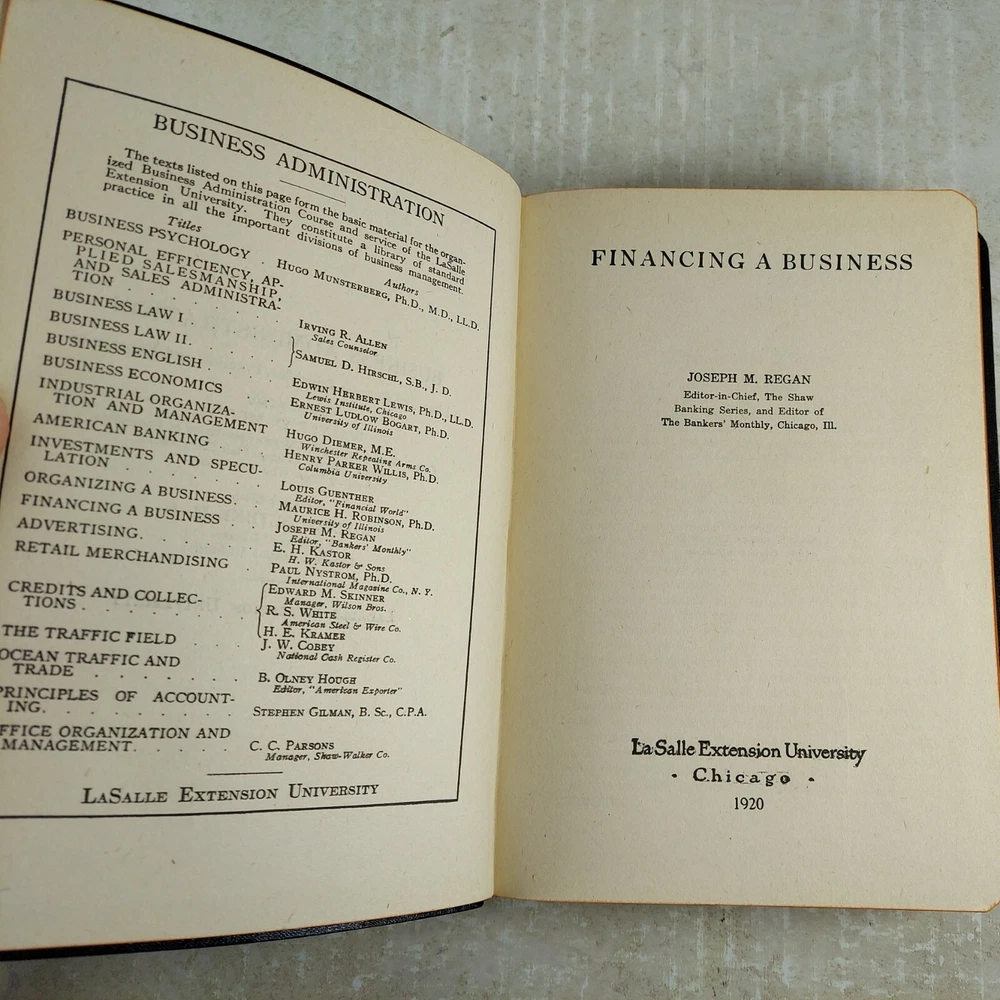 BUSINESS ADMINISTRATION
The texts listed on this page form the basic material for the organ-
ized Business Administration Course and service of the LaSalle
Extension University. They constitute a library of standard
practice in all the important divisions of business management.
Titles Authors
BUSINESS PSYCHOLOGY . HUGO MUNSTERBERG, Ph.D., M.D., LL.D.
PERSONAL EFFICIENCY, AP-
PLIED SALESMANSHIP,
AND SALES ADMINISTRA-
TION . . . . . . . . IRVING R. ALLEN
Sales Counselor
BUSINESS LAW I . . . . .
BUSINESS LAW II. . . . . } SAMUEL D. HIRSCHL, S.B., J. D.
BUSINESS ENGLISH . . . . EDWIN HERBERT LEWIS, Ph.D., LL.D.
Lewis Institute, Chicago
BUSINESS ECONOMICS . . ERNEST LUDLOW BOGART, Ph.D.
University of Illinois
INDUSTRIAL ORGANIZA-
TION AND MANAGEMENT HUGO DIEMER, M.E.
Winchester Repeating Arms Co.
AMERICAN BANKING . . . HENRY PARKER WILLIS, Ph.D.
Columbia University
INVESTMENTS AND SPECU-
LATION . . . . . . . LOUIS GUENTHER
Editor, "Financial World"
ORGANIZING A BUSINESS. . MAURICE H. ROBINSON, Ph.D.
University of Illinois
FINANCING A BUSINESS . . JOSEPH M. REGAN
Editor, "Bankers' Monthly"
ADVERTISING. . . . . . . E. H. KASTOR
H. W. Kastor & Sons
RETAIL MERCHANDISING . PAUL NYSTROM, Ph.D.
International Magazine Co., N. Y.
CREDITS AND COLLEC-
TIONS . . . . . . . . { EDWARD M. SKINNER
Manager, Wilson Bros.
R. S. WHITE
American Steel & Wire Co.
H. E. KRAMER
THE TRAFFIC FIELD . . . J. W. COBEY
National Cash Register Co.
OCEAN TRAFFIC AND
TRADE . . . . . . . B. OLNEY HOUGH
Editor, "American Exporter"
PRINCIPLES OF ACCOUNT-
ING. . . . . . . . . STEPHEN GILMAN, B. Sc., C.P.A.
FFICE ORGANIZATION AND
MANAGEMENT. . . . . C. C. PARSONS
Manager, Shaw-Walker Co.
LASALLE EXTENSION UNIVERSITY
FINANCING A BUSINESS
JOSEPH M. REGAN
Editor-in-Chief, The Shaw
Banking Series, and Editor of
The Bankers' Monthly, Chicago, Ill.
La Salle Extension University
· Chicago ·
1920